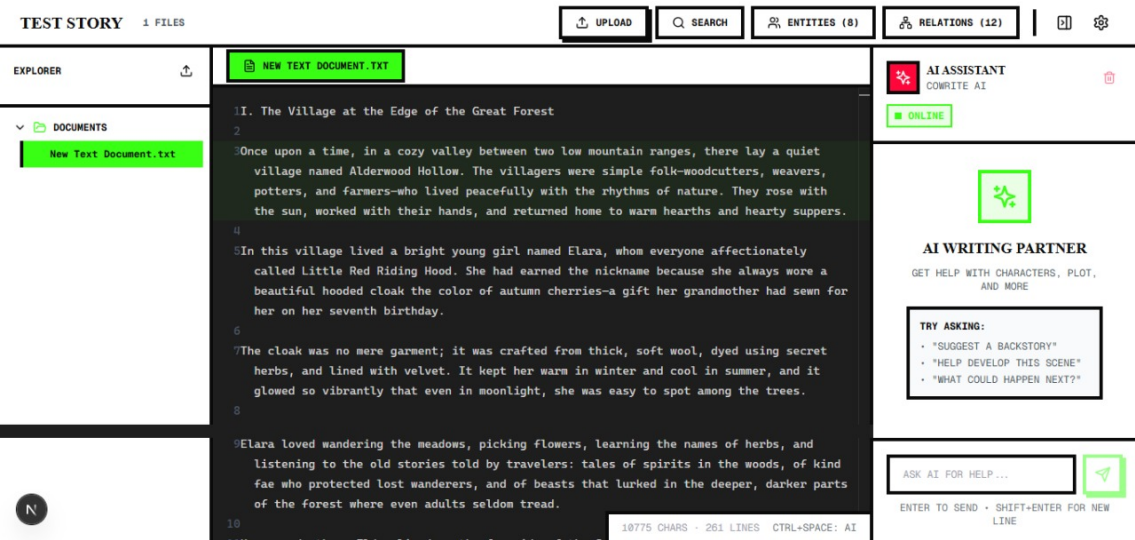 TEST STORY 1 FILES
UPLOAD SEARCH ENTITIES (8) RELATIONS (12)
EXPLORER
DOCUMENTS
New Text Document.txt
NEW TEXT DOCUMENT.TXT
1I. The Village at the Edge of the Great Forest
2
3Once upon a time, in a cozy valley between two low mountain ranges, there lay a quiet
village named Alderwood Hollow. The villagers were simple folk—woodcutters, weavers,
potters, and farmers—who lived peacefully with the rhythms of nature. They rose with
the sun, worked with their hands, and returned home to warm hearths and hearty suppers.
4
5In this village lived a bright young girl named Elara, whom everyone affectionately
called Little Red Riding Hood. She had earned the nickname because she always wore a
beautiful hooded cloak the color of autumn cherries—a gift her grandmother had sewn for
her on her seventh birthday.
6
7The cloak was no mere garment; it was crafted from thick, soft wool, dyed using secret
herbs, and lined with velvet. It kept her warm in winter and cool in summer, and it
glowed so vibrantly that even in moonlight, she was easy to spot among the trees.
8
9Elara loved wandering the meadows, picking flowers, learning the names of herbs, and
listening to the old stories told by travelers: tales of spirits in the woods, of kind
fae who protected lost wanderers, and of beasts that lurked in the deeper, darker parts
of the forest where even adults seldom tread.
10
10775 CHARS · 261 LINES CTRL+SPACE: AI
AI ASSISTANT
COWRITE AI
ONLINE
AI WRITING PARTNER
GET HELP WITH CHARACTERS, PLOT,
AND MORE
TRY ASKING:
• "SUGGEST A BACKSTORY"
• "HELP DEVELOP THIS SCENE"
• "WHAT COULD HAPPEN NEXT?"
ASK AI FOR HELP...
ENTER TO SEND • SHIFT+ENTER FOR NEW
LINE
N